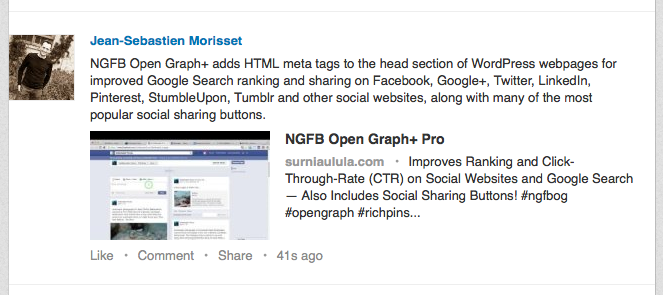 Jean-Sebastien Morisset
NGFB Open Graph+ adds HTML meta tags to the head section of WordPress webpages for
improved Google Search ranking and sharing on Facebook, Google+, Twitter, LinkedIn,
Pinterest, StumbleUpon, Tumblr and other social websites, along with many of the most
popular social sharing buttons.
NGFB Open Graph+ Pro
surniaulula.com • Improves Ranking and Click-
Through-Rate (CTR) on Social Websites and Google Search
— Also Includes Social Sharing Buttons! #ngfbog
#opengraph #richpins...
Like • Comment • Share • 41s ago